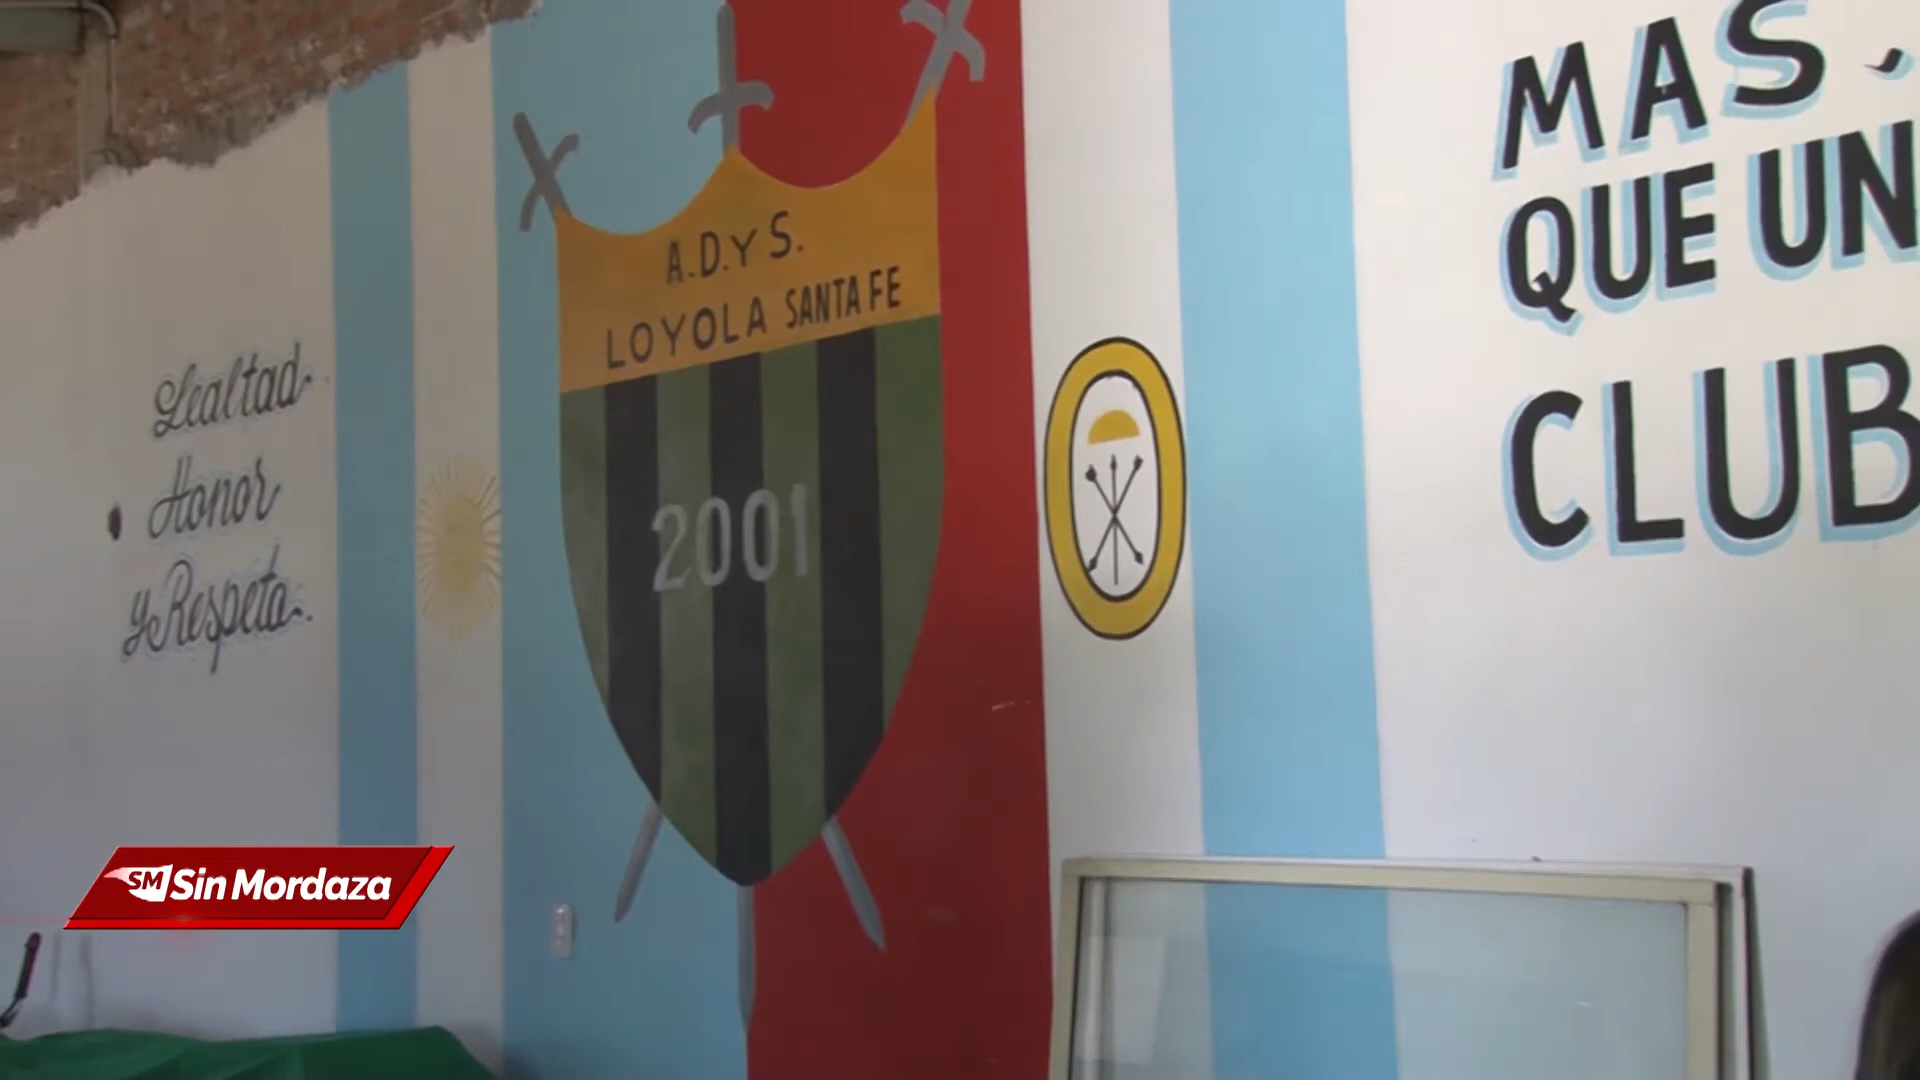 Lealtad
Honor
y Respeto.
A.D.y S.
LOYOLA SANTA FE
2001
MAS
QUE UN
CLUB
SM Sin Mordaza